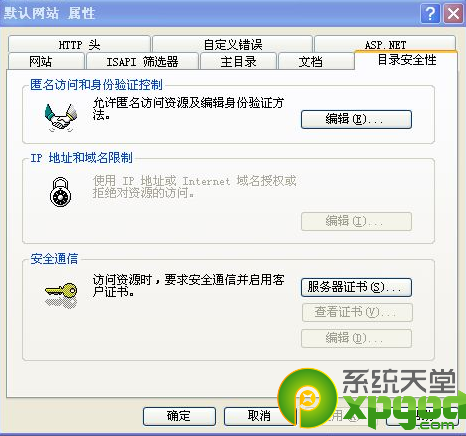 默认网站 属性
HTTP 头 自定义错误 ASP.NET
网站 ISAPI 筛选器 主目录 文档 目录安全性
匿名访问和身份验证控制
允许匿名访问资源及编辑身份验证方
法。
编辑(E)...
IP 地址和域名限制
使用 IP 地址或 Internet 域名授权或
拒绝对资源的访问。
编辑(I)...
安全通信
访问资源时，要求安全通信并启用客
户证书。
服务器证书(S)...
查看证书(V)...
编辑(D)...
确定 取消
系统天堂
xpgod
.com